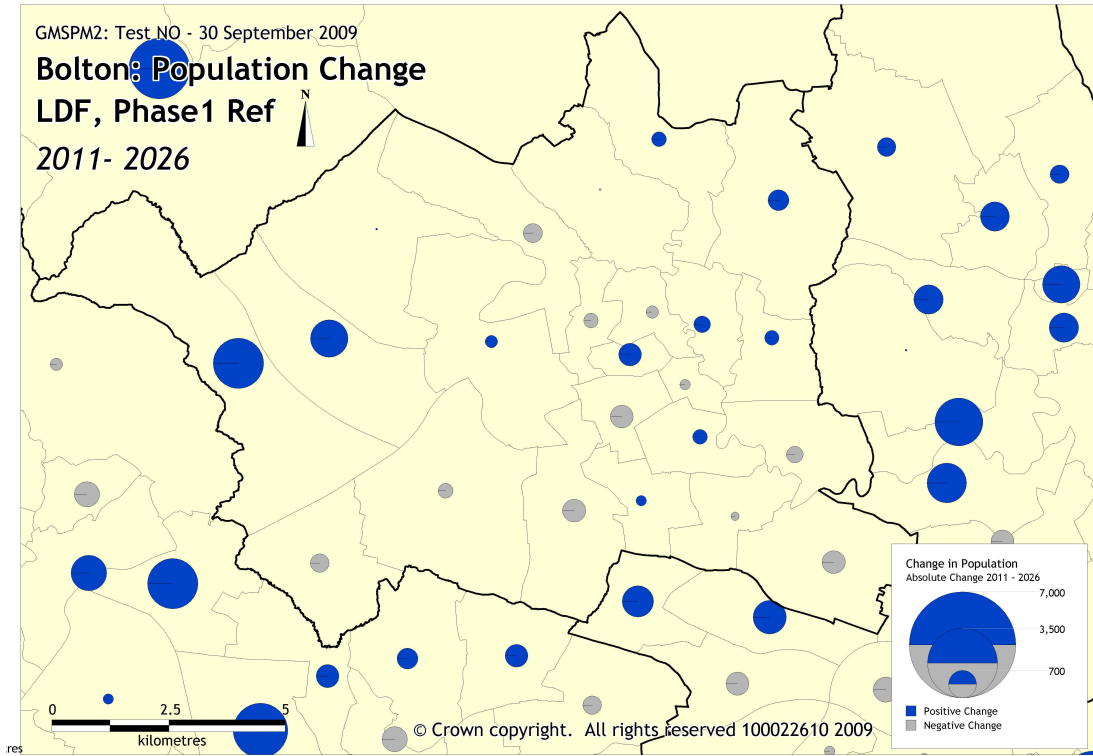 GMSPM2: Test NO - 30 September 2009
Bolton: Population Change
LDF, Phase1 Ref
2011- 2026
N
Change in Population
Absolute Change 2011 - 2026
7,000
3,500
700
Positive Change
Negative Change
0 2.5 5
kilometres
© Crown copyright. All rights reserved 100022610 2009
res